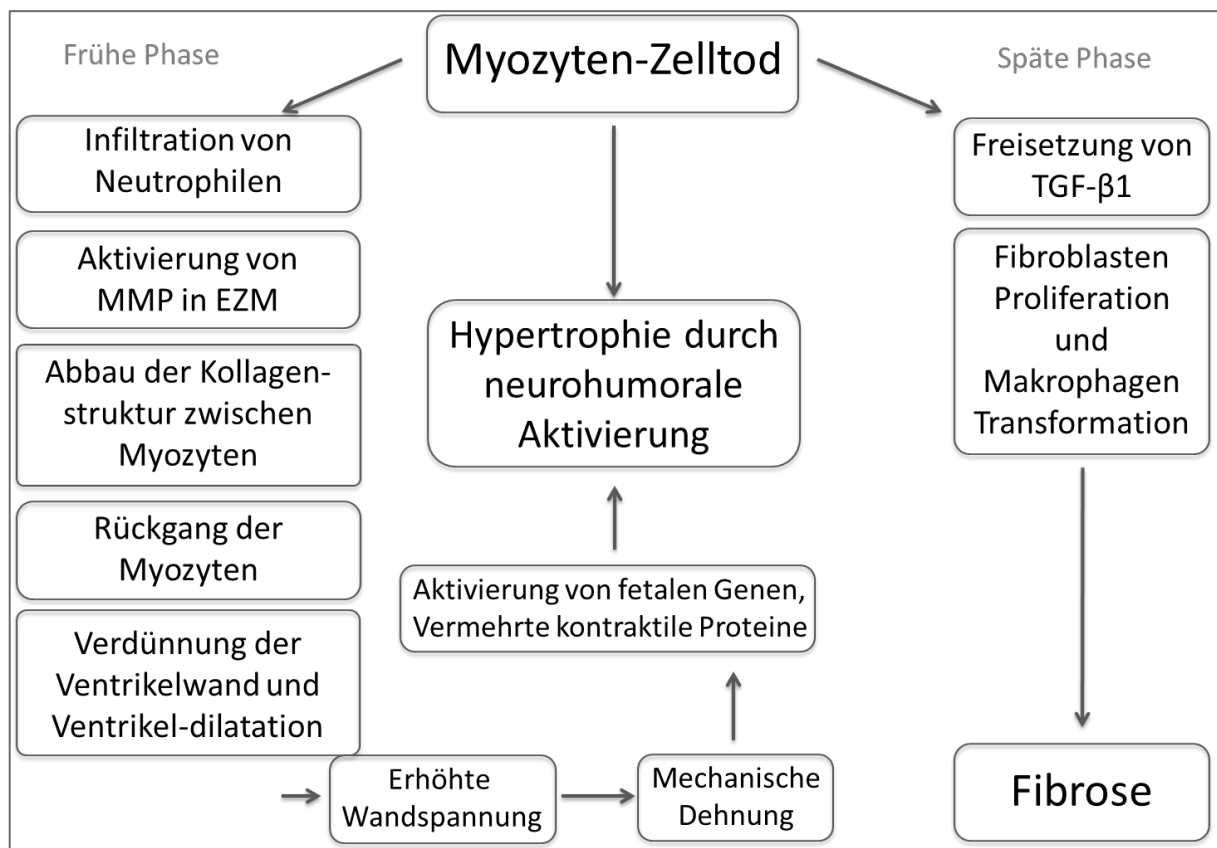 Frühe Phase
Myozyten-Zelltod
Späte Phase
Infiltration von
Neutrophilen
Aktivierung von
MMP in EZM
Abbau der Kollagen-
struktur zwischen
Myozyten
Rückgang der
Myozyten
Verdünnung der
Ventrikelwand und
Ventrikel-dilatation
Erhöhte
Wandspannung
Mechanische
Dehnung
Aktivierung von fetalen Genen,
Vermehrte kontraktile Proteine
Hypertrophie durch
neurohumorale
Aktivierung
Freisetzung von
TGF-β1
Fibroblasten
Proliferation
und
Makrophagen
Transformation
Fibrose